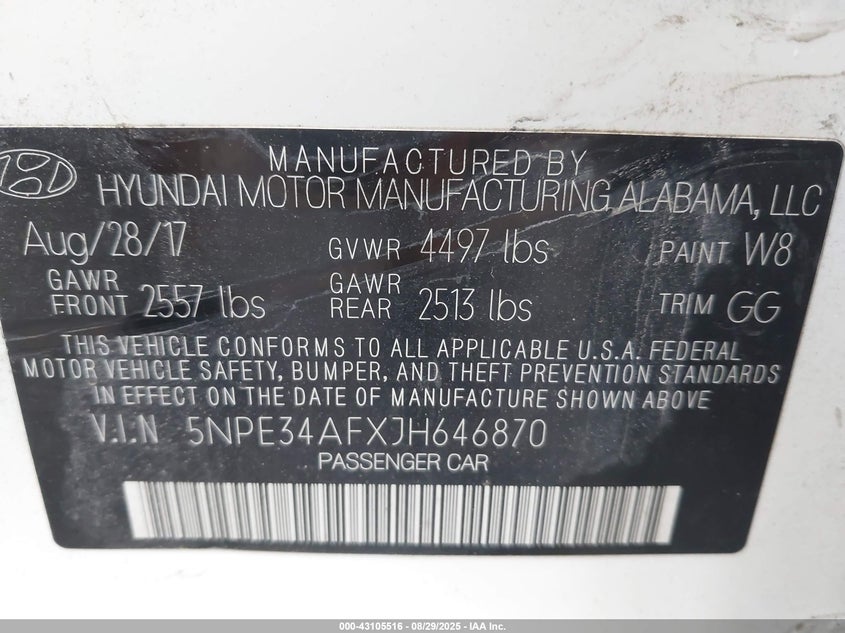 MANUFACTURED BY
HYUNDAI MOTOR MANUFACTURING ALABAMA, LLC
Aug/28/17 GVWR 4497 lbs PAINT W8
GAWR FRONT 2557 lbs GAWR REAR 2513 lbs TRIM GG
THIS VEHICLE CONFORMS TO ALL APPLICABLE U.S.A. FEDERAL
MOTOR VEHICLE SAFETY, BUMPER, AND THEFT PREVENTION STANDARDS
IN EFFECT ON THE DATE OF MANUFACTURE SHOWN ABOVE
V.I.N 5NPE34AFXJH646870
PASSENGER CAR
000-43105516 - 08/29/2025 - IAA Inc.